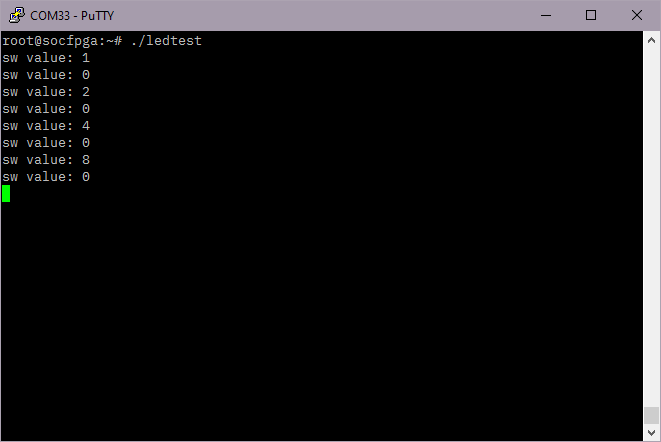 COM33 - PuTTY
root@socfpga:~# ./ledtest
sw value: 1
sw value: 0
sw value: 2
sw value: 0
sw value: 4
sw value: 0
sw value: 8
sw value: 0